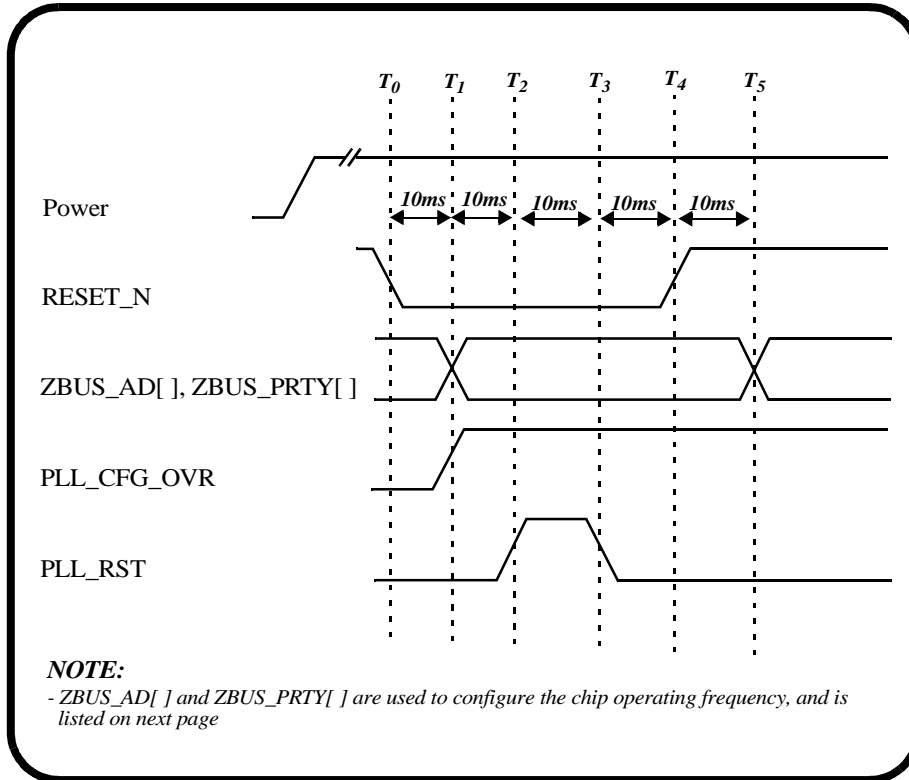 T0 T1 T2 T3 T4 T5
Power
10ms 10ms 10ms 10ms 10ms
RESET_N
ZBUS_AD[ ], ZBUS_PRTY[ ]
PLL_CFG_OVR
PLL_RST
NOTE:
- ZBUS_AD[ ] and ZBUS_PRTY[ ] are used to configure the chip operating frequency, and is
listed on next page